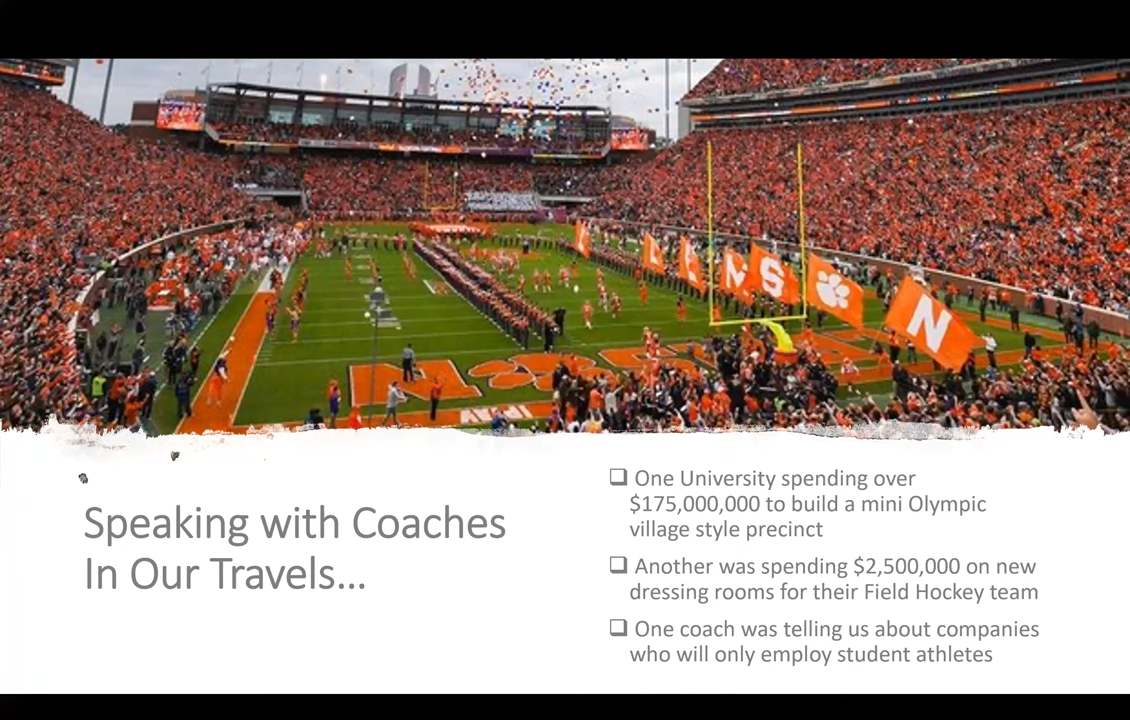 M
S
N
Speaking with Coaches
In Our Travels...
One University spending over
$175,000,000 to build a mini Olympic
village style precinct
Another was spending $2,500,000 on new
dressing rooms for their Field Hockey team
One coach was telling us about companies
who will only employ student athletes